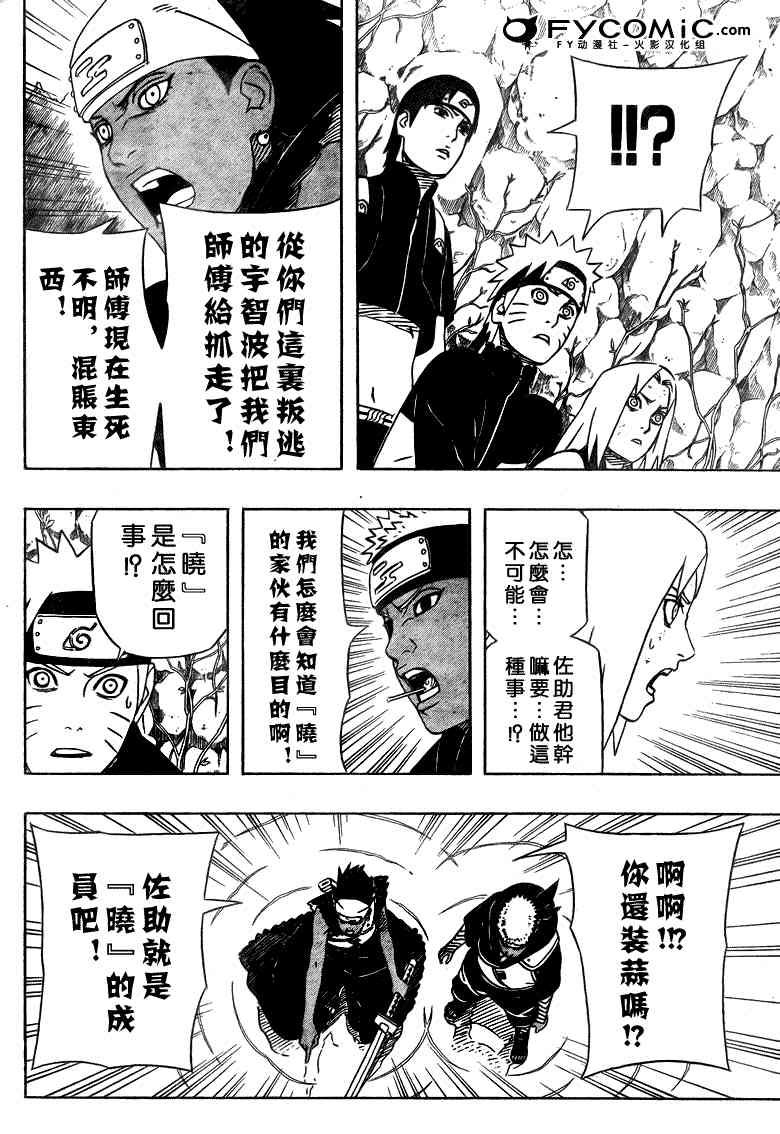 FYCOMIC.com
FY动漫社-火影汉化组
!!?
從你們這裏叛逃
的宇智波把我們
師傅給抓走了！
師傅現在生死
不明，混賬東
西！
怎…
怎麼會…
不可能…
佐助君他幹
嘛要…做這
種事…!?
我們怎麼會知道『曉』
的家伙有什麼目的啊！
『曉』
是怎麼回
事!?
啊啊!!?
你還装蒜嗎!?
佐助就是
『曉』的成
員吧！